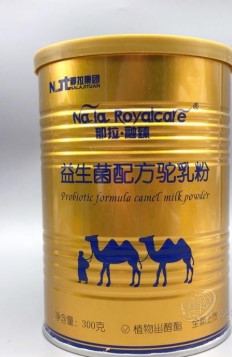 N.Jt 那拉集团
NALAJITUAN
Na.la. Royalcare®
那拉·御臻
益生菌配方驼乳粉
Probiotic formula camel milk powder
净含量：300克
植物甾醇酯